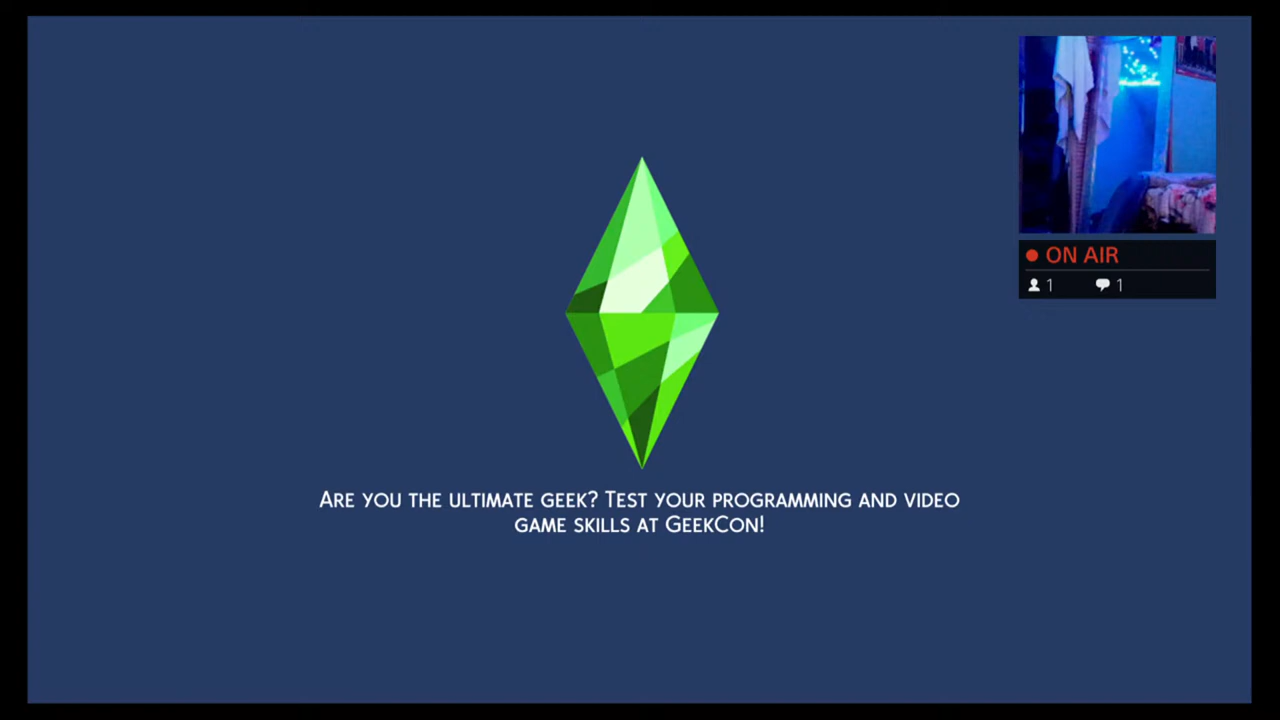 ON AIR
1 1
ARE YOU THE ULTIMATE GEEK? TEST YOUR PROGRAMMING AND VIDEO
GAME SKILLS AT GEEKCON!